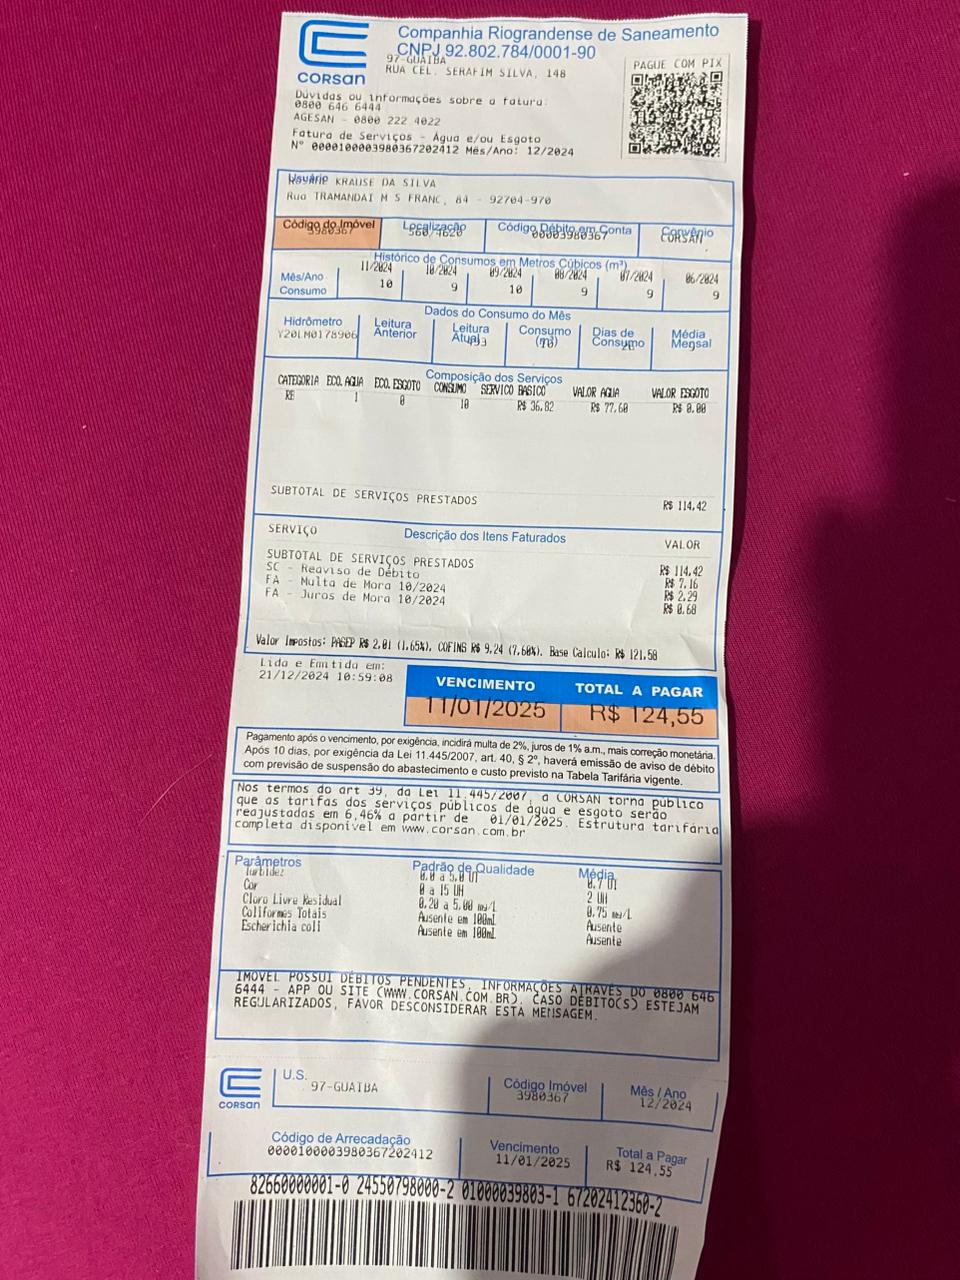 Companhia Riograndense de Saneamento
CNPJ 92.802.784/0001-90
97-GUAIBA
RUA CEL. SERAFIM SILVA, 148
CORSAN
PAGUE COM PIX
Dúvidas ou informações sobre a fatura:
0800 646 6444
AGESAN - 0800 222 4022
Fatura de Serviços - Água e/ou Esgoto
Nº 0000100003980367202412 Mês/Ano: 12/2024
Usuário
KRAUSE DA SILVA
Rua TRAMANDAI M S FRANC, 84 - 92704-970
Código do Imóvel Localização Código Débito em Conta Convênio
3980367 560/4620 00003980367 CORSAN
Histórico de Consumos em Metros Cúbicos (m³)
Mês/Ano 11/2024 10/2024 09/2024 08/2024 07/2024 06/2024
Consumo 10 9 10 9 9 9
Dados do Consumo do Mês
Hidrômetro Leitura Anterior Leitura Atual Consumo (m³) Dias de Consumo Média Mensal
Y20LM0178906
Composição dos Serviços
CATEGORIA ECO. AGUA ECO. ESGOTO CONSUMO SERVICO BASICO VALOR AGUA VALOR ESGOTO
RE 1 0 10 R$ 36,82 R$ 77,60 R$ 0,00
SUBTOTAL DE SERVIÇOS PRESTADOS R$ 114,42
SERVIÇO Descrição dos Itens Faturados VALOR
SUBTOTAL DE SERVIÇOS PRESTADOS R$ 114,42
SC - Reaviso de Débito R$ 7,16
FA - Multa de Mora 10/2024 R$ 2,29
FA - Juros de Mora 10/2024 R$ 0,68
Valor Impostos: PASEP R$ 2,01 (1,65%), COFINS R$ 9,24 (7,60%). Base Calculo: R$ 121,58
Lida e Emitida em:
21/12/2024 10:59:08
VENCIMENTO TOTAL A PAGAR
11/01/2025 R$ 124,55
Pagamento após o vencimento, por exigência, incidirá multa de 2%, juros de 1% a.m., mais correção monetária.
Após 10 dias, por exigência da Lei 11.445/2007, art. 40, § 2º, haverá emissão de aviso de débito
com previsão de suspensão do abastecimento e custo previsto na Tabela Tarifária vigente.
Nos termos do art 39, da Lei 11.445/2007, a CORSAN torna público
que as tarifas dos serviços públicos de água e esgoto serão
reajustadas em 6,46% a partir de 01/01/2025. Estrutura tarifária
completa disponível em www.corsan.com.br
Parâmetros Padrão de Qualidade Média
Turbidez 0.0 a 5.0 UT 0.7 UT
Cor 0 a 15 UH 2 UH
Cloro Livre Residual 0.20 a 5.00 mg/L 0.75 mg/L
Coliformes Totais Ausente em 100mL Ausente
Escherichia coli Ausente em 100mL Ausente
IMOVEL POSSUI DÉBITOS PENDENTES, INFORMAÇÕES ATRAVÉS DO 0800 646
6444 - APP OU SITE (WWW.CORSAN.COM.BR). CASO DÉBITO(S) ESTEJAM
REGULARIZADOS, FAVOR DESCONSIDERAR ESTA MENSAGEM.
CORSAN
U.S. Código Imóvel Mês / Ano
97-GUAIBA 3980367 12/2024
Código de Arrecadação Vencimento Total a Pagar
0000100003980367202412 11/01/2025 R$ 124,55
82660000001-0 24550798000-2 01000039803-1 67202412360-2